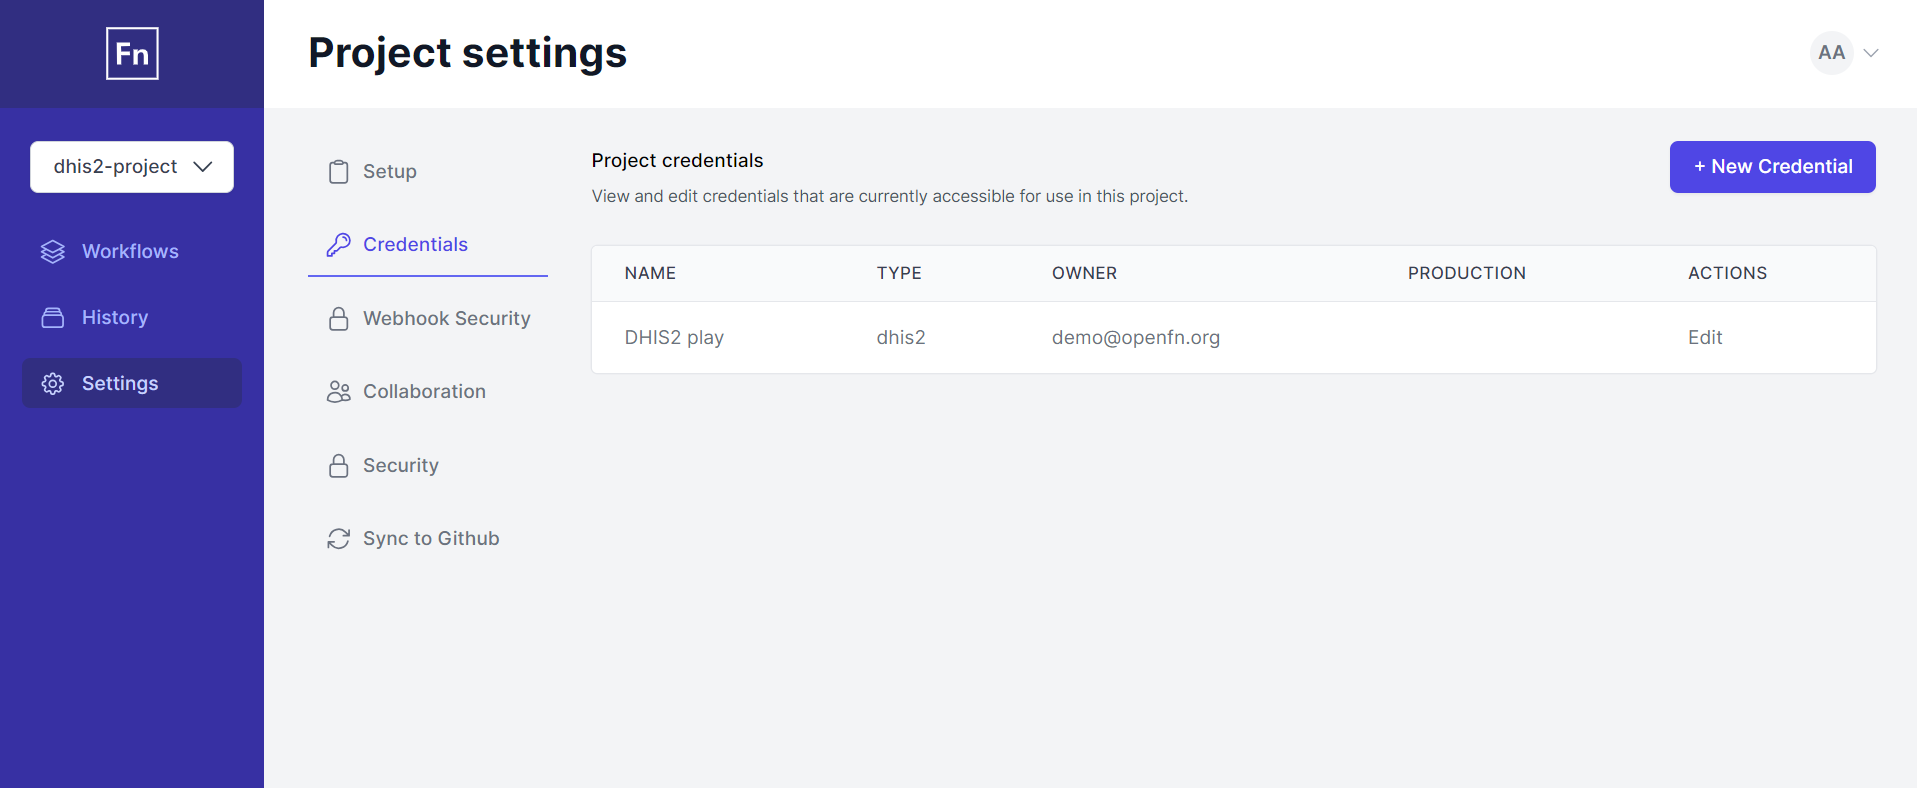 Fn
Project settings
AA
dhis2-project
Workflows
History
Settings
Setup
Credentials
Webhook Security
Collaboration
Security
Sync to Github
Project credentials
View and edit credentials that are currently accessible for use in this project.
+ New Credential
NAME TYPE OWNER PRODUCTION ACTIONS
DHIS2 play dhis2 demo@openfn.org Edit